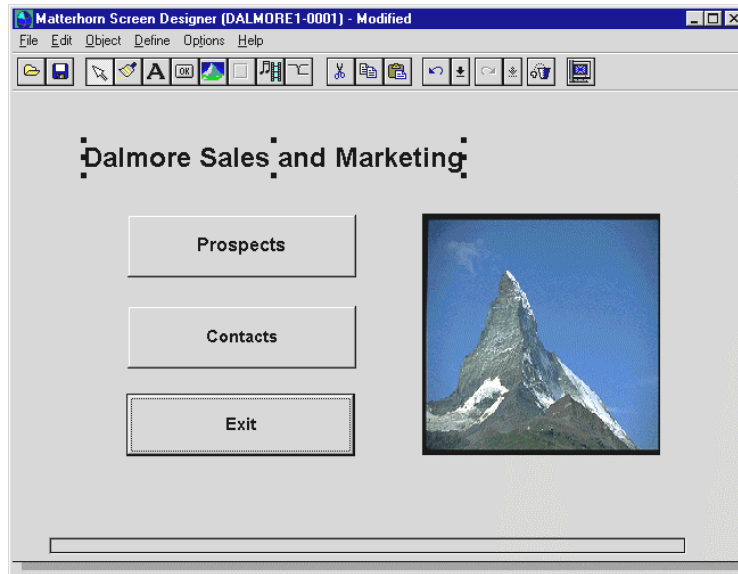 Matterhorn Screen Designer (DALMORE1-0001) - Modified
File Edit Object Define Options Help
A OK
Dalmore Sales and Marketing
Prospects
Contacts
Exit